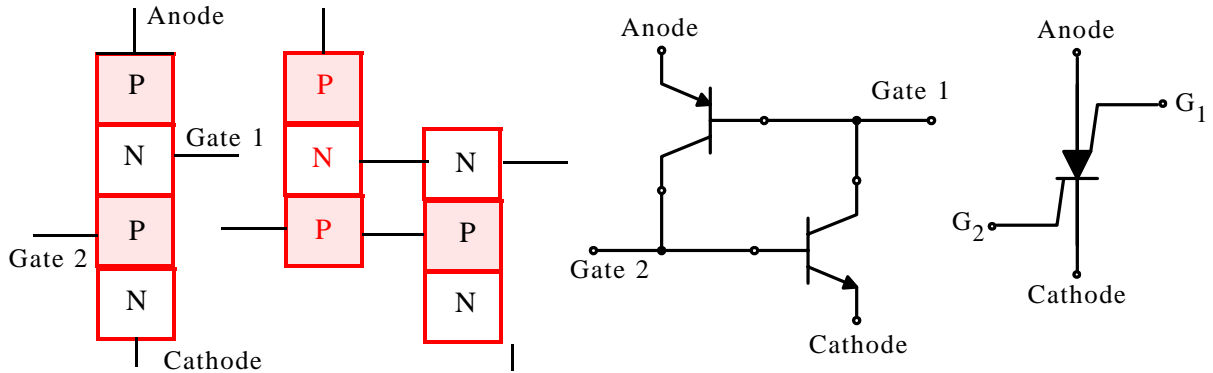 Anode
P
N
Gate 1
P
Gate 2
N
Cathode
P
N
N
P
P
N
Anode
Gate 1
Gate 2
Cathode
Anode
G1
G2
Cathode